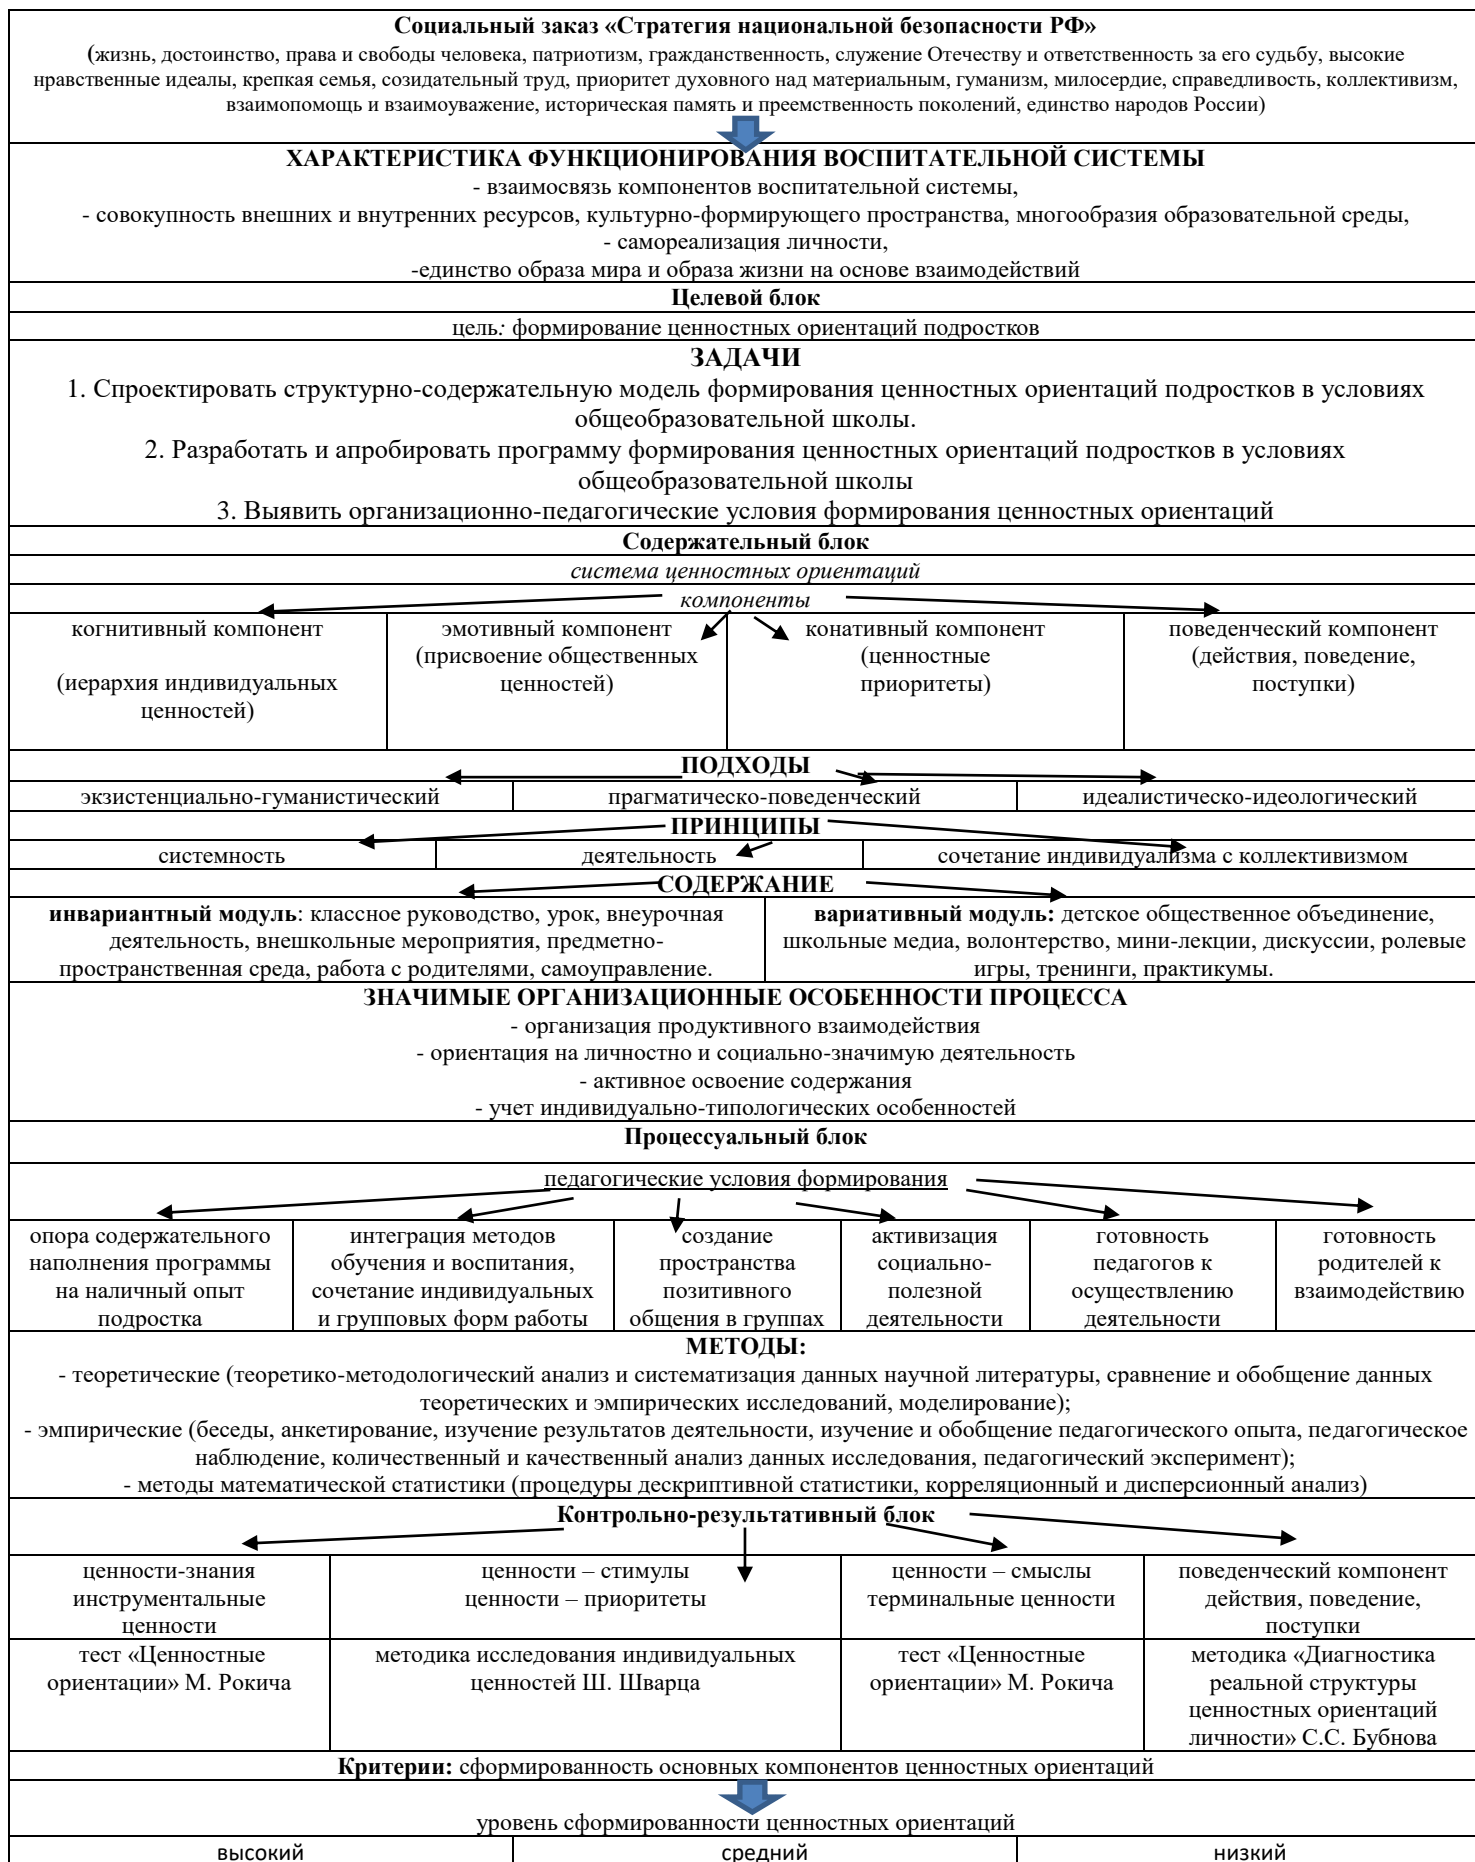 Социальный заказ «Стратегия национальной безопасности РФ»
(жизнь, достоинство, права и свободы человека, патриотизм, гражданственность, служение Отечеству и ответственность за его судьбу, высокие
нравственные идеалы, крепкая семья, созидательный труд, приоритет духовного над материальным, гуманизм, милосердие, справедливость, коллективизм,
взаимопомощь и взаимоуважение, историческая память и преемственность поколений, единство народов России)
ХАРАКТЕРИСТИКА ФУНКЦИОНИРОВАНИЯ ВОСПИТАТЕЛЬНОЙ СИСТЕМЫ
- взаимосвязь компонентов воспитательной системы,
- совокупность внешних и внутренних ресурсов, культурно-формирующего пространства, многообразия образовательной среды,
- самореализация личности,
-единство образа мира и образа жизни на основе взаимодействий
Целевой блок
цель: формирование ценностных ориентаций подростков
ЗАДАЧИ
1. Спроектировать структурно-содержательную модель формирования ценностных ориентаций подростков в условиях
общеобразовательной школы.
2. Разработать и апробировать программу формирования ценностных ориентаций подростков в условиях
общеобразовательной школы
3. Выявить организационно-педагогические условия формирования ценностных ориентаций
Содержательный блок
система ценностных ориентаций
компоненты
когнитивный компонент
(иерархия индивидуальных
ценностей)
эмотивный компонент
(присвоение общественных
ценностей)
конативный компонент
(ценностные
приоритеты)
поведенческий компонент
(действия, поведение,
поступки)
ПОДХОДЫ
экзистенциально-гуманистический
прагматическо-поведенческий
идеалистическо-идеологический
ПРИНЦИПЫ
системность
деятельность
сочетание индивидуализма с коллективизмом
СОДЕРЖАНИЕ
инвариантный модуль: классное руководство, урок, внеурочная
деятельность, внешкольные мероприятия, предметно-
пространственная среда, работа с родителями, самоуправление.
вариативный модуль: детское общественное объединение,
школьные медиа, волонтерство, мини-лекции, дискуссии, ролевые
игры, тренинги, практикумы.
ЗНАЧИМЫЕ ОРГАНИЗАЦИОННЫЕ ОСОБЕННОСТИ ПРОЦЕССА
- организация продуктивного взаимодействия
- ориентация на личностно и социально-значимую деятельность
- активное освоение содержания
- учет индивидуально-типологических особенностей
Процессуальный блок
педагогические условия формирования
опора содержательного
наполнения программы
на наличный опыт
подростка
интеграция методов
обучения и воспитания,
сочетание индивидуальных
и групповых форм работы
создание
пространства
позитивного
общения в группах
активизация
социально-
полезной
деятельности
готовность
педагогов к
осуществлению
деятельности
готовность
родителей к
взаимодействию
МЕТОДЫ:
- теоретические (теоретико-методологический анализ и систематизация данных научной литературы, сравнение и обобщение данных
теоретических и эмпирических исследований, моделирование);
- эмпирические (беседы, анкетирование, изучение результатов деятельности, изучение и обобщение педагогического опыта, педагогическое
наблюдение, количественный и качественный анализ данных исследования, педагогический эксперимент);
- методы математической статистики (процедуры дескриптивной статистики, корреляционный и дисперсионный анализ)
Контрольно-результативный блок
ценности-знания
инструментальные
ценности
ценности – стимулы
ценности – приоритеты
ценности – смыслы
терминальные ценности
поведенческий компонент
действия, поведение,
поступки
тест «Ценностные
ориентации» М. Рокича
методика исследования индивидуальных
ценностей Ш. Шварца
тест «Ценностные
ориентации» М. Рокича
методика «Диагностика
реальной структуры
ценностных ориентаций
личности» С.С. Бубнова
Критерии: сформированность основных компонентов ценностных ориентаций
уровень сформированности ценностных ориентаций
высокий
средний
низкий